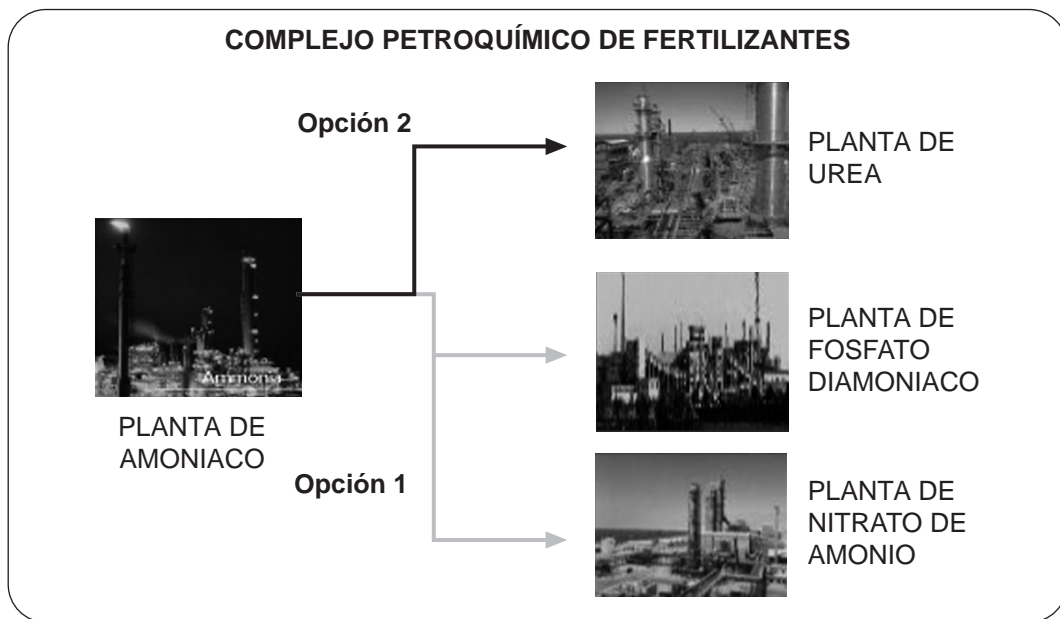 COMPLEJO PETROQUÍMICO DE FERTILIZANTES
Opción 2
PLANTA DE
UREA
Ammonia
PLANTA DE
AMONIACO
PLANTA DE
FOSFATO
DIAMONIACO
Opción 1
PLANTA DE
NITRATO DE
AMONIO